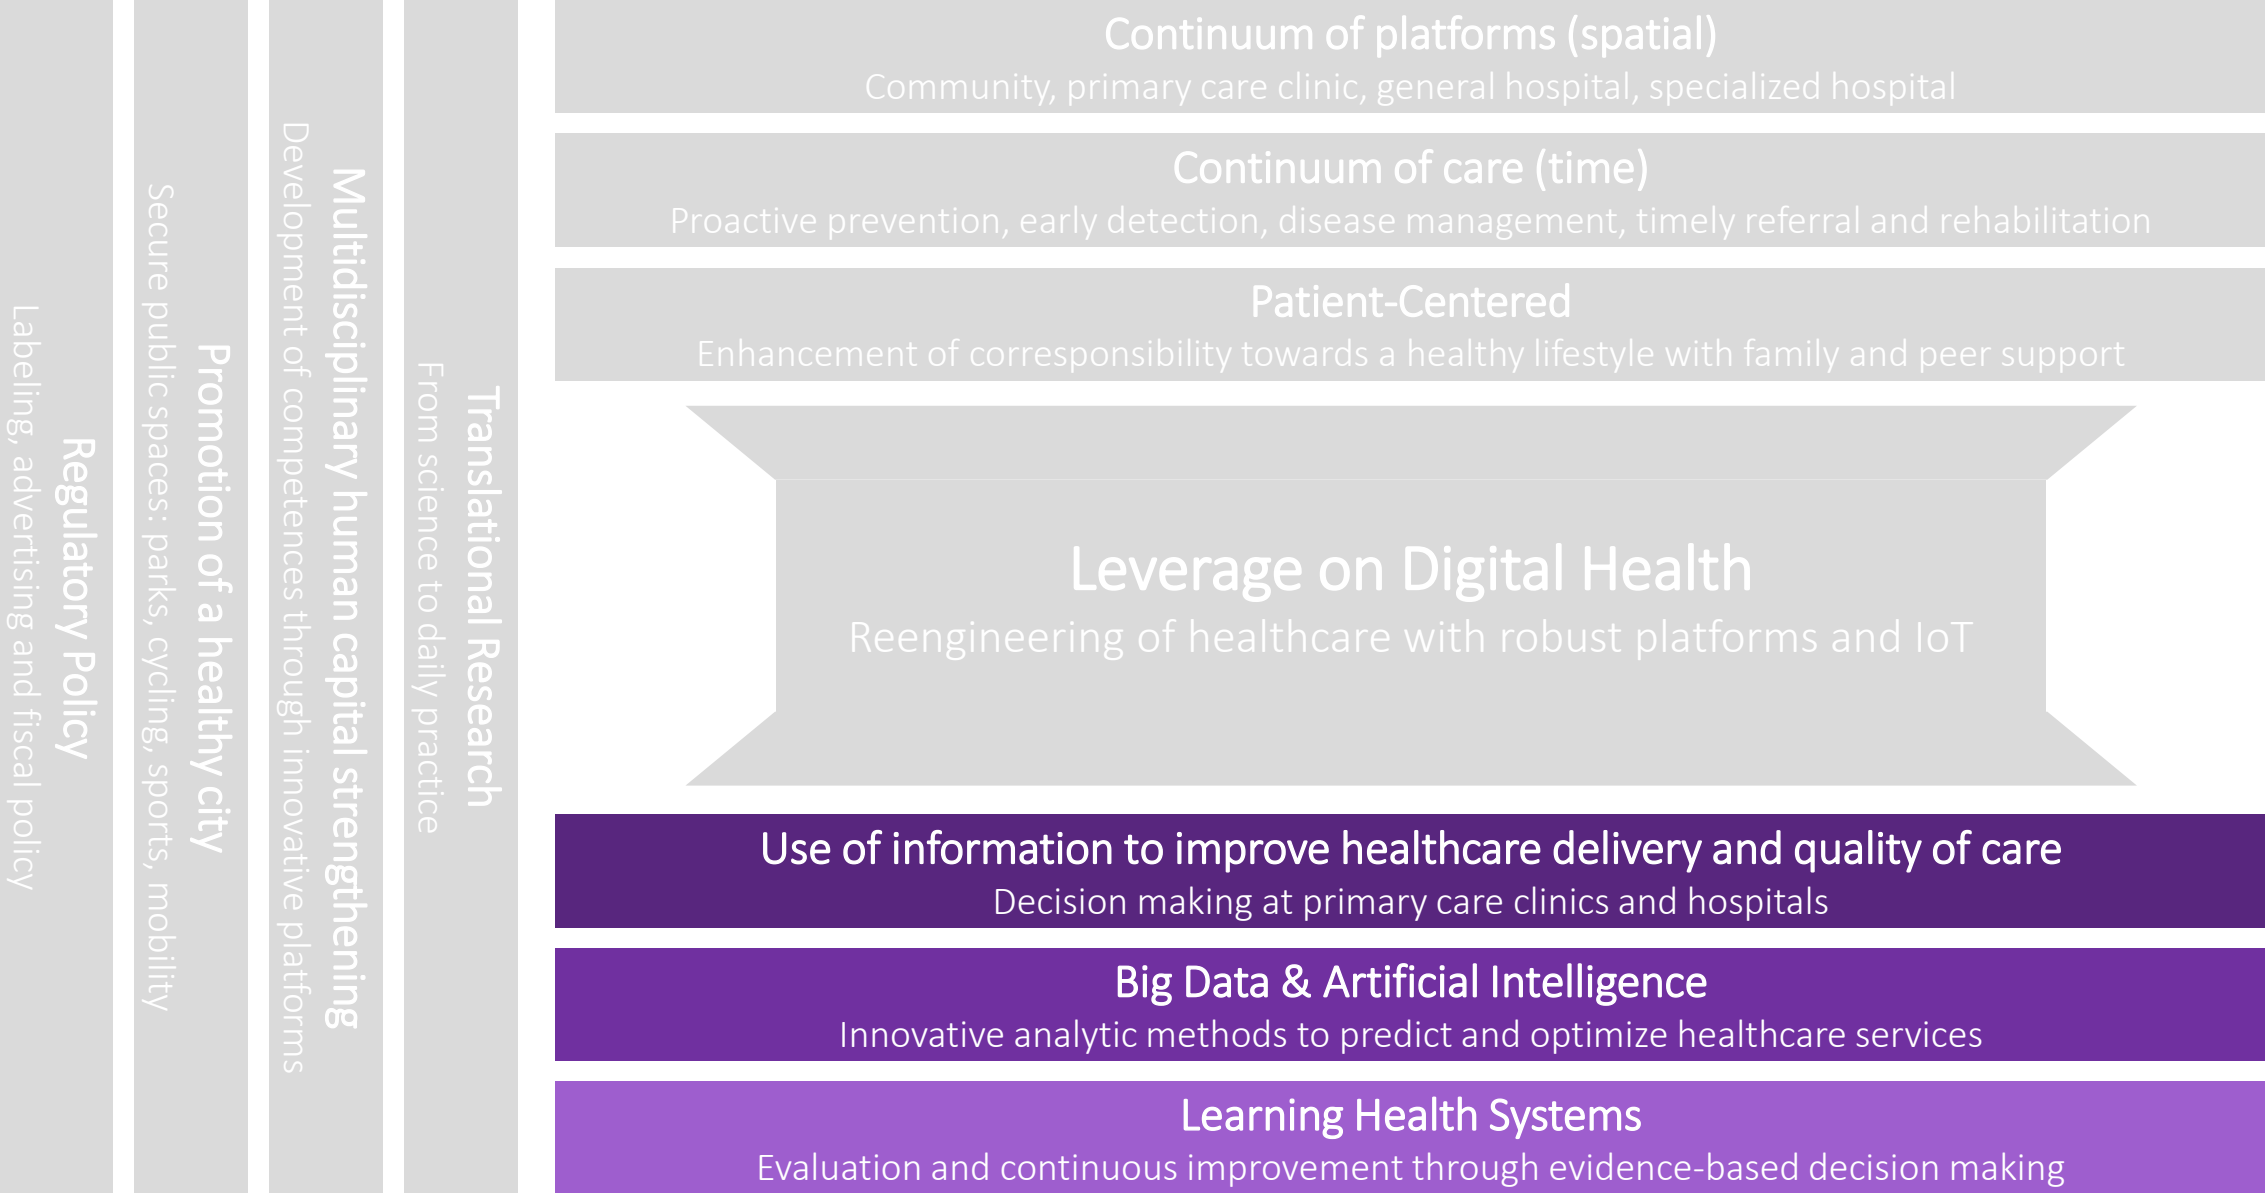 Regulatory Policy
Labeling, advertising and fiscal policy
Promotion of a healthy city
Secure public spaces: parks, cycling, sports, mobility
Multidisciplinary human capital strengthening
Development of competences through innovative platforms
Translational Research
From science to daily practice
Continuum of platforms (spatial)
Community, primary care clinic, general hospital, specialized hospital
Continuum of care (time)
Proactive prevention, early detection, disease management, timely referral and rehabilitation
Patient-Centered
Enhancement of corresponsibility towards a healthy lifestyle with family and peer support
Leverage on Digital Health
Reengineering of healthcare with robust platforms and IoT
Use of information to improve healthcare delivery and quality of care
Decision making at primary care clinics and hospitals
Big Data & Artificial Intelligence
Innovative analytic methods to predict and optimize healthcare services
Learning Health Systems
Evaluation and continuous improvement through evidence-based decision making